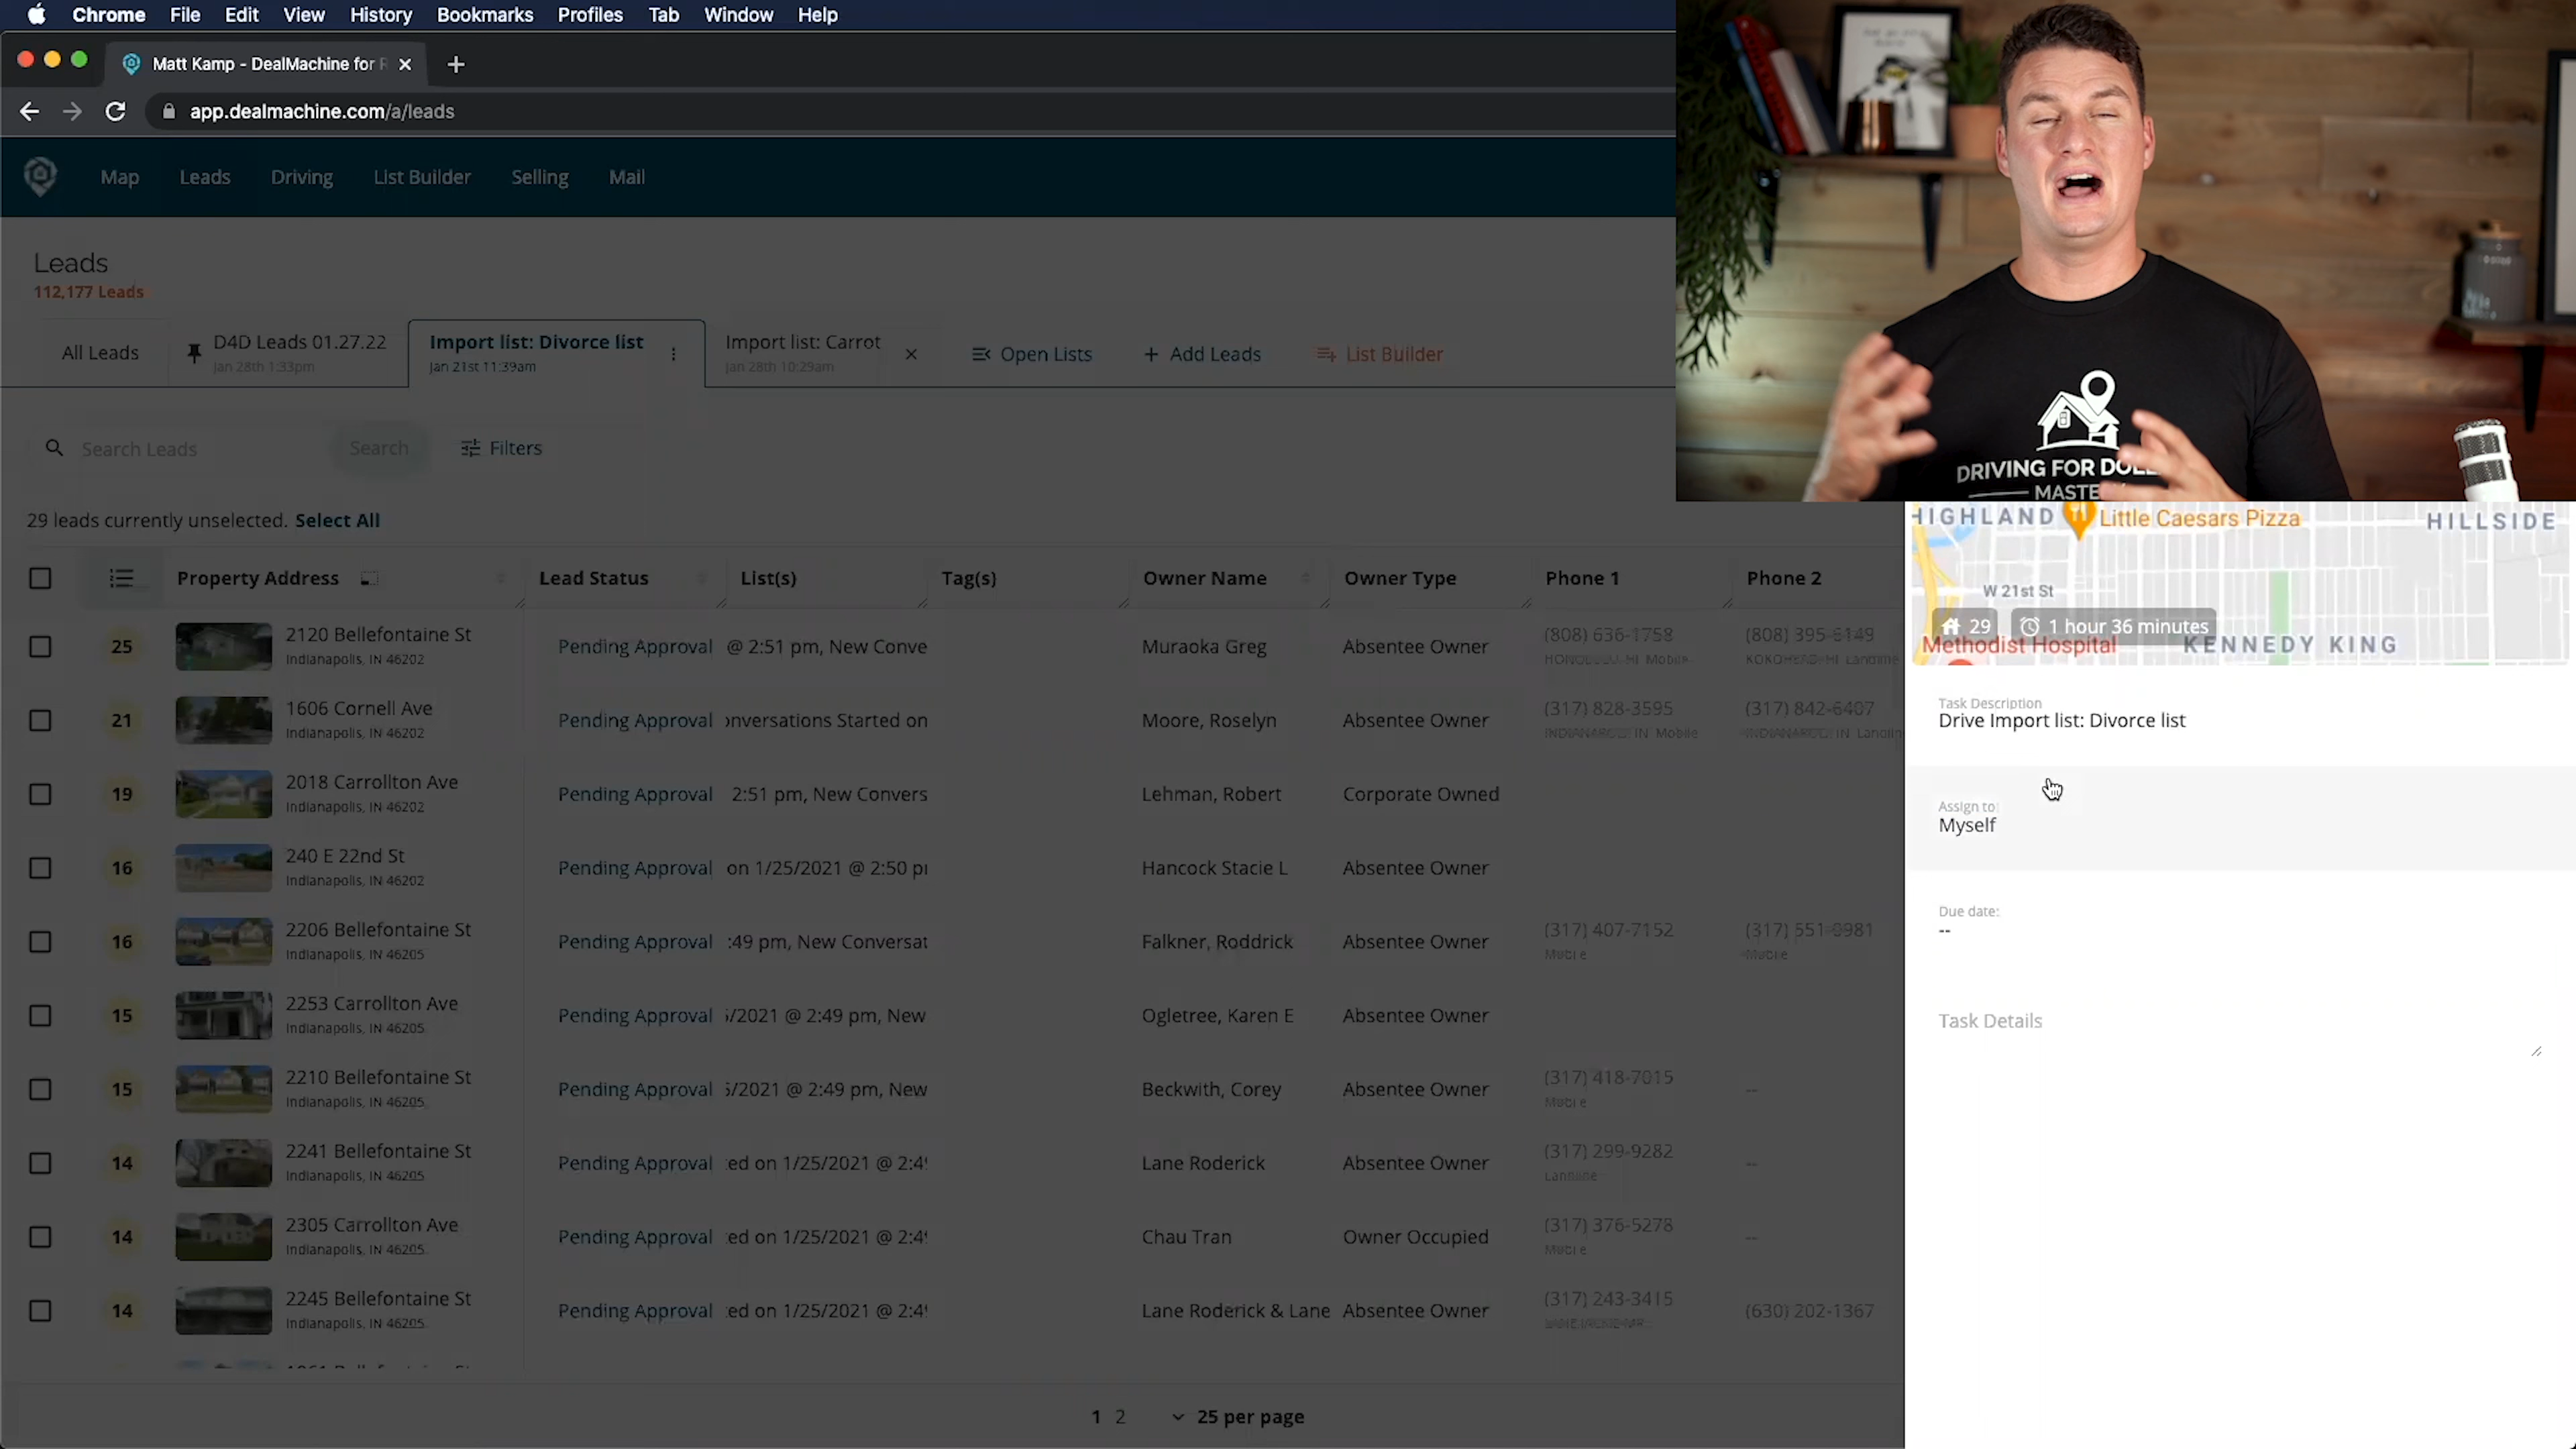 Chrome File Edit View History Bookmarks Profiles Tab Window Help
Matt Kamp - DealMachine for R
app.dealmachine.com/a/leads
Map Leads Driving List Builder Selling Mail
Leads
112,177 Leads
All Leads
D4D Leads 01.27.22
Jan 28th 1:33pm
Import list: Divorce list
Jan 21st 11:39am
Import list: Carrot
Jan 28th 10:29am
Open Lists
Add Leads
List Builder
Search Leads Search Filters
29 leads currently unselected. Select All
Property Address Lead Status List(s) Tag(s) Owner Name Owner Type Phone 1 Phone 2
25 2120 Bellefontaine St Pending Approval @ 2:51 pm, New Conve Muraoka Greg Absentee Owner (808) 636-1758 (808) 395-6149
Indianapolis, IN 46202 Mobile Landline
21 1606 Cornell Ave Pending Approval onversations Started on Moore, Roselyn Absentee Owner (317) 828-3595 (317) 842-6407
Indianapolis, IN 46202 IN Mobile IN
19 2018 Carrollton Ave Pending Approval 2:51 pm, New Convers Lehman, Robert Corporate Owned
Indianapolis, IN 46202
16 240 E 22nd St Pending Approval on 1/25/2021 @ 2:50 pi Hancock Stacie L Absentee Owner
Indianapolis, IN 46202
16 2206 Bellefontaine St Pending Approval :49 pm, New Conversat Falkner, Roddrick Absentee Owner (317) 407-7152 (317) 551-8981
Indianapolis, IN 46205 Mobile Mobile
15 2253 Carrollton Ave Pending Approval 5/2021 @ 2:49 pm, New Ogletree, Karen E Absentee Owner
Indianapolis, IN 46205
15 2210 Bellefontaine St Pending Approval 5/2021 @ 2:49 pm, New Beckwith, Corey Absentee Owner (317) 418-7015 --
Indianapolis, IN 46205 Mobile
14 2241 Bellefontaine St Pending Approval ted on 1/25/2021 @ 2:4 Lane Roderick Absentee Owner (317) 299-9282 --
Indianapolis, IN 46205 Landline
14 2305 Carrollton Ave Pending Approval ted on 1/25/2021 @ 2:4 Chau Tran Owner Occupied (317) 376-5278 --
Indianapolis, IN 46205 Mobile
14 2245 Bellefontaine St Pending Approval ted on 1/25/2021 @ 2:4 Lane Roderick & Lane Absentee Owner (317) 243-3415 (630) 202-1367
Indianapolis, IN 46205
1 2 25 per page
DRIVING FOR DOLL
MASTE
HIGHLAND Little Caesars Pizza HILLSIDE
W 21st St
29 1 hour 36 minutes
Methodist Hospital KENNEDY KING
Task Description
Drive Import list: Divorce list
Assign to:
Myself
Due date:
--
Task Details